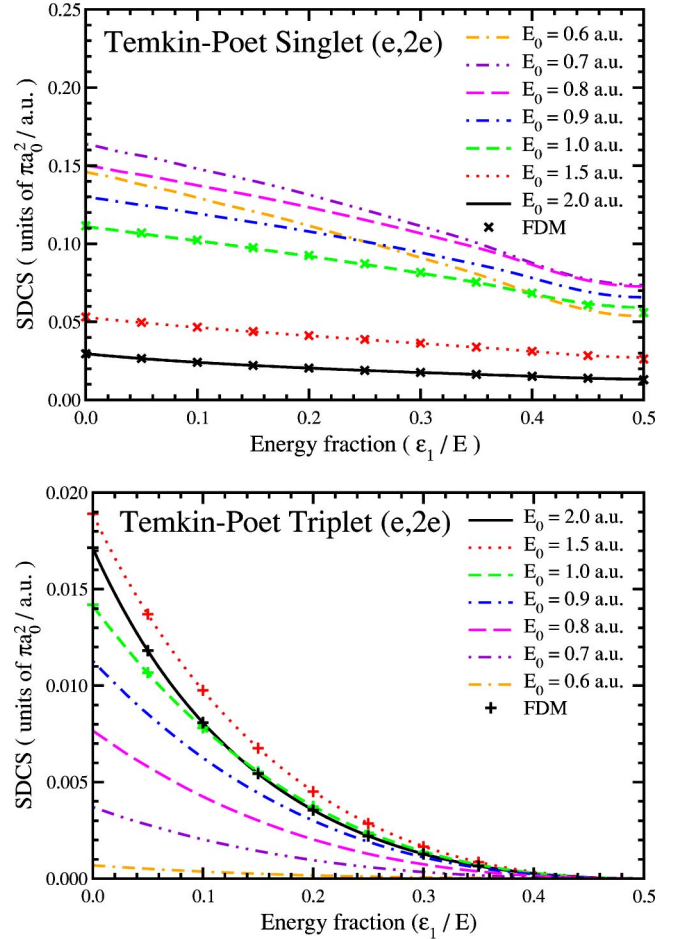 Temkin-Poet Singlet (e,2e)
E₀ = 0.6 a.u.
E₀ = 0.7 a.u.
E₀ = 0.8 a.u.
E₀ = 0.9 a.u.
E₀ = 1.0 a.u.
E₀ = 1.5 a.u.
E₀ = 2.0 a.u.
FDM
SDCS ( units of πa₀² / a.u. )
0.25
0.20
0.15
0.10
0.05
0.00
0.0 0.1 0.2 0.3 0.4 0.5
Energy fraction ( ε₁ / E )
Temkin-Poet Triplet (e,2e)
E₀ = 2.0 a.u.
E₀ = 1.5 a.u.
E₀ = 1.0 a.u.
E₀ = 0.9 a.u.
E₀ = 0.8 a.u.
E₀ = 0.7 a.u.
E₀ = 0.6 a.u.
FDM
SDCS ( units of πa₀² / a.u. )
0.020
0.015
0.010
0.005
0.000
0.0 0.1 0.2 0.3 0.4 0.5
Energy fraction (ε₁ / E)